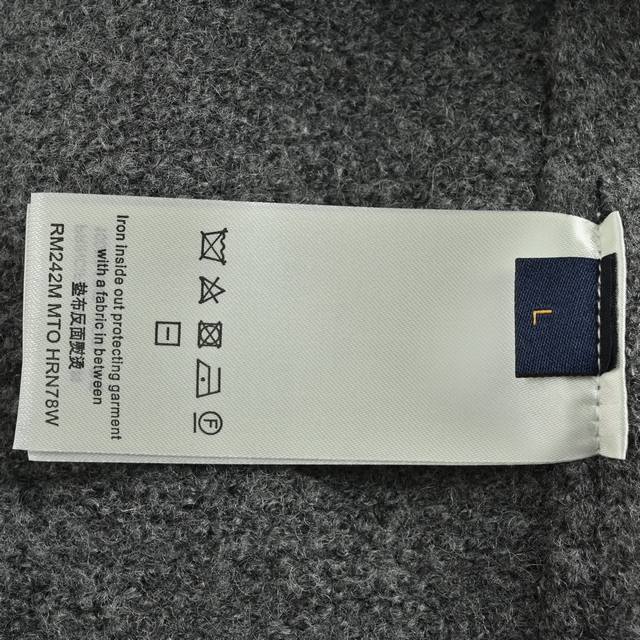 L
Iron inside out protecting garment
with a fabric in between
垫布反面熨烫
RM242M MTO HRN78W
F